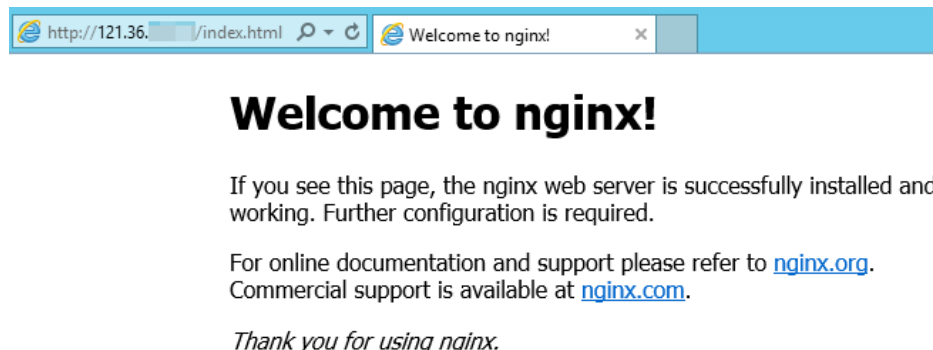 http://121.36. /index.html
Welcome to nginx!
Welcome to nginx!
If you see this page, the nginx web server is successfully installed and
working. Further configuration is required.
For online documentation and support please refer to nginx.org.
Commercial support is available at nginx.com.
Thank you for using nginx.